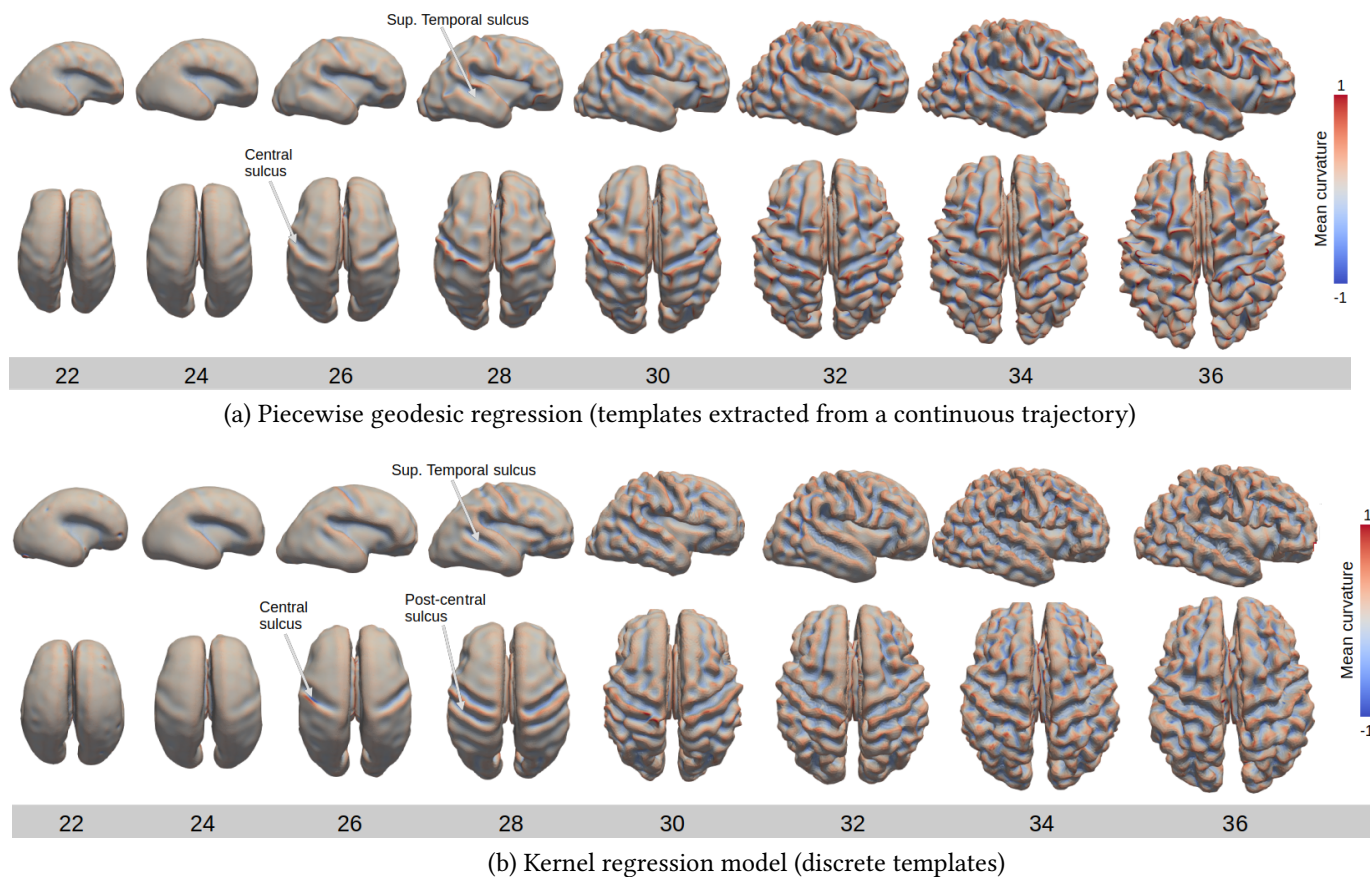 Sup. Temporal sulcus
Central
sulcus
1
Mean curvature
-1
22 24 26 28 30 32 34 36
(a) Piecewise geodesic regression (templates extracted from a continuous trajectory)
Sup. Temporal sulcus
Central
sulcus
Post-central
sulcus
1
Mean curvature
-1
22 24 26 28 30 32 34 36
(b) Kernel regression model (discrete templates)